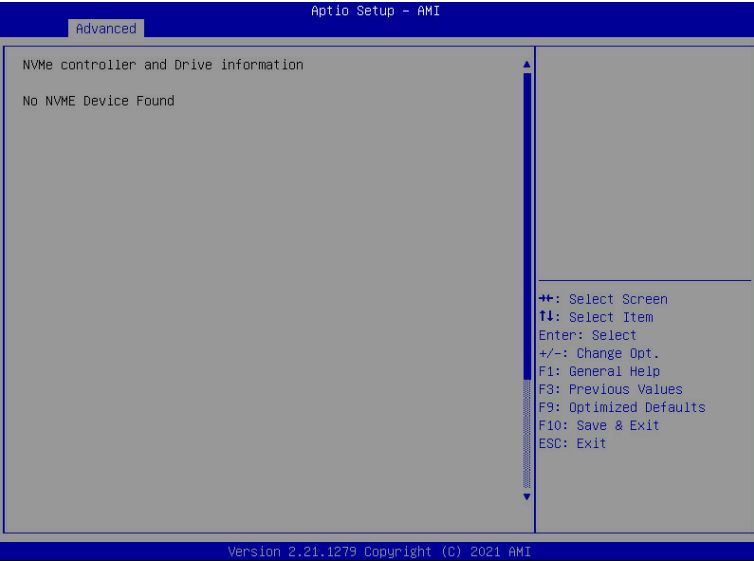 Aptio Setup – AMI
Advanced
NVMe controller and Drive information
No NVME Device Found
→←: Select Screen
↑↓: Select Item
Enter: Select
+/-: Change Opt.
F1: General Help
F3: Previous Values
F9: Optimized Defaults
F10: Save & Exit
ESC: Exit
Version 2.21.1279 Copyright (C) 2021 AMI